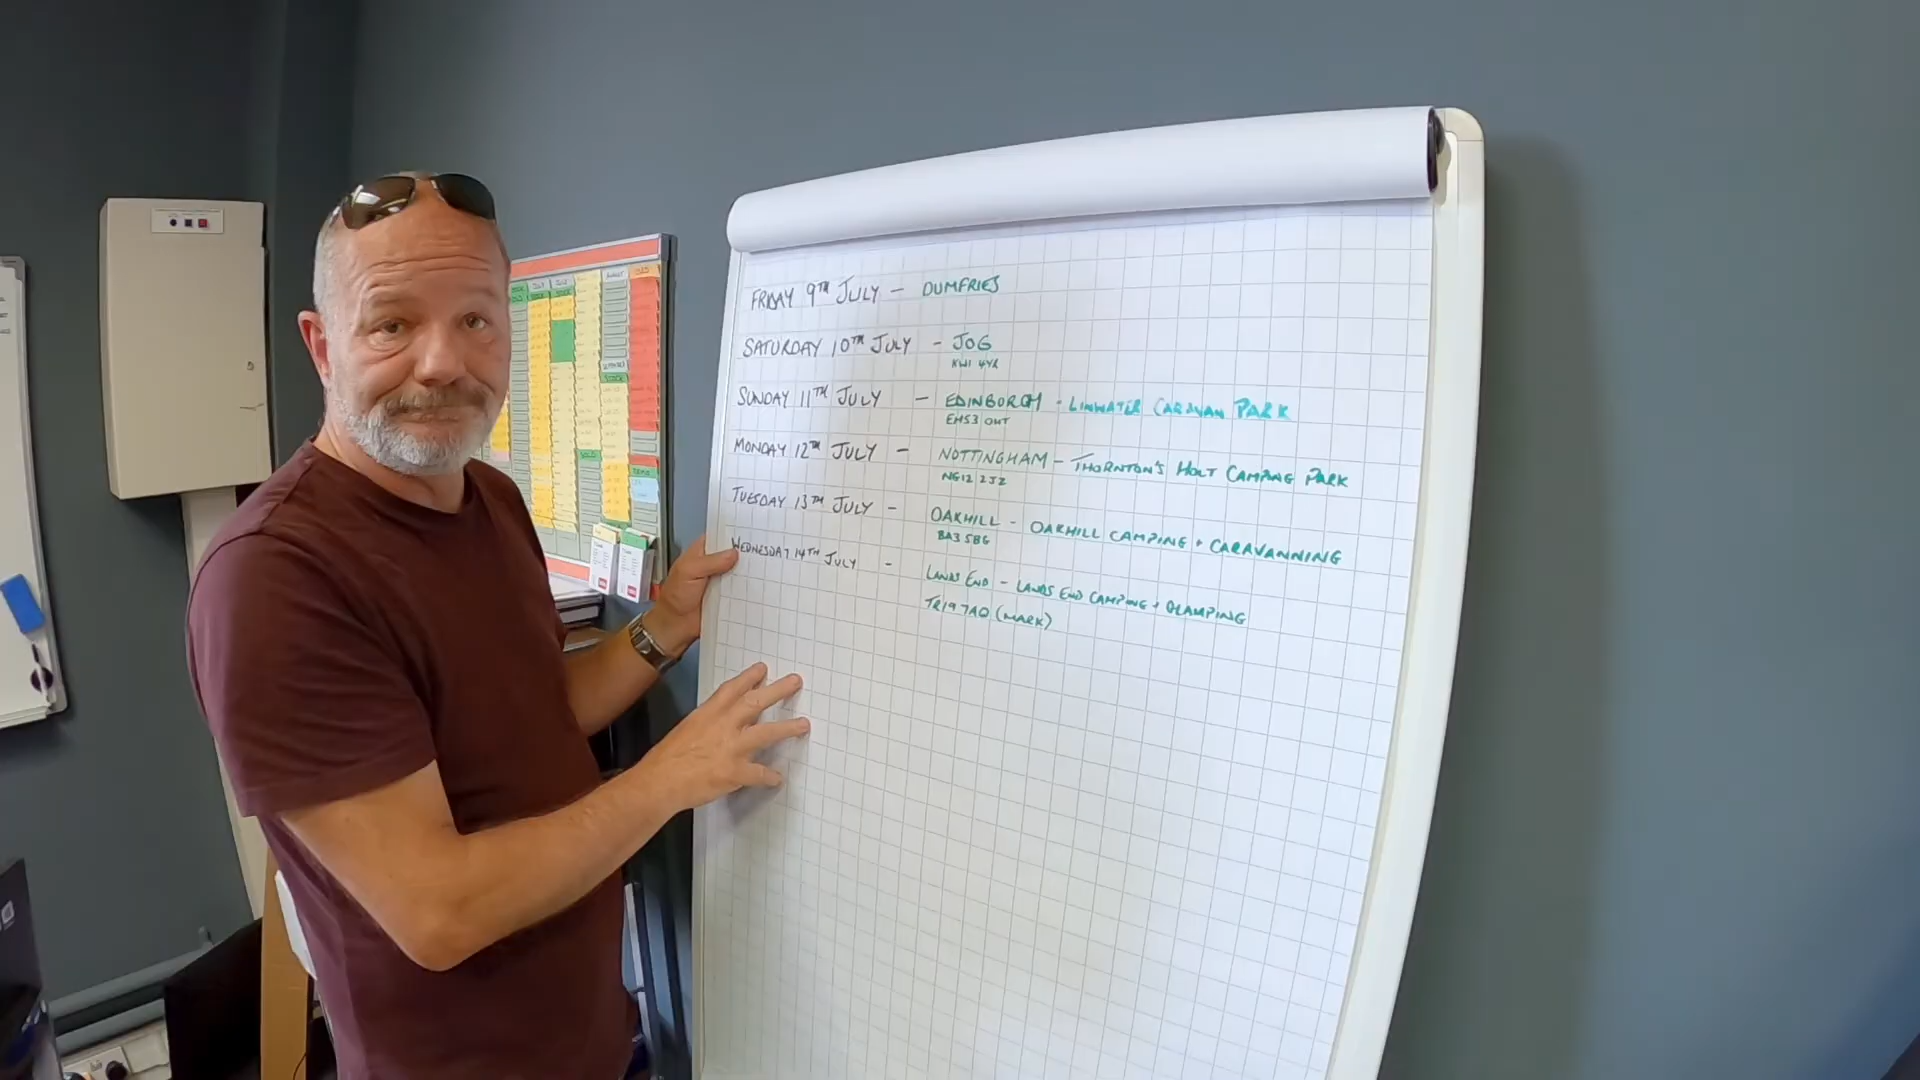 FRIDAY 9TH JULY - DUMFRIES
SATURDAY 10TH JULY - JOG
KW1 4YR
SUNDAY 11TH JULY - EDINBORGH - LINWATER CARAVAN PARK
EH53 0HT
MONDAY 12TH JULY - NOTTINGHAM - THORNTON'S HOLT CAMPING PARK
NG12 2JZ
TUESDAY 13TH JULY - OAKHILL - OAKHILL CAMPING + CARAVANNING
BA3 5BG
WEDNESDAY 14TH JULY - LANDS END - LANDS END CAMPING + GLAMPING
TR19 7AQ (MARK)